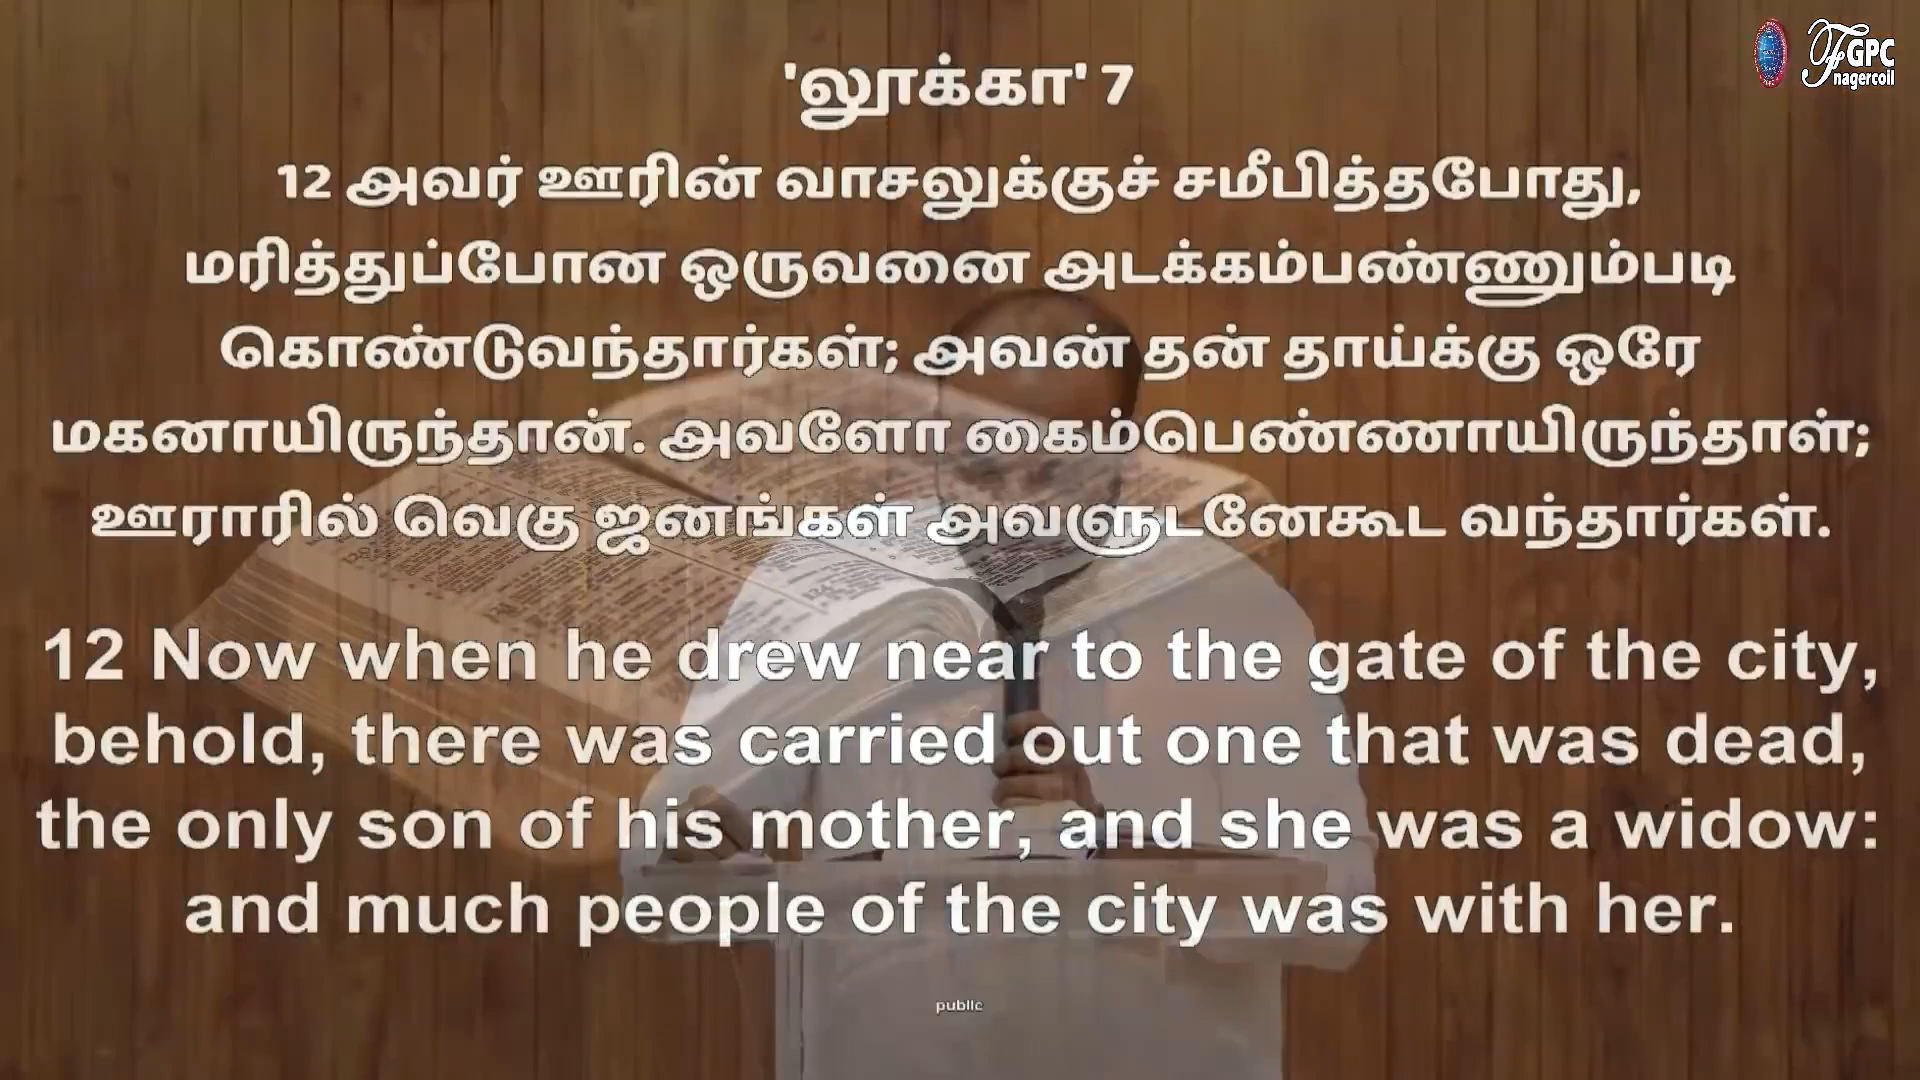 FGPC
nagercoil
'லூக்கா' 7
12 அவர் ஊரின் வாசலுக்குச் சமீபித்தபோது,
மரித்துப்போன ஒருவனை அடக்கம்பண்ணும்படி
கொண்டுவந்தார்கள்; அவன் தன் தாய்க்கு ஒரே
மகனாயிருந்தான். அவளோ கைம்பெண்ணாயிருந்தாள்;
ஊராரில் வெகு ஜனங்கள் அவளுடனேகூட வந்தார்கள்.
12 Now when he drew near to the gate of the city,
behold, there was carried out one that was dead,
the only son of his mother, and she was a widow:
and much people of the city was with her.
public